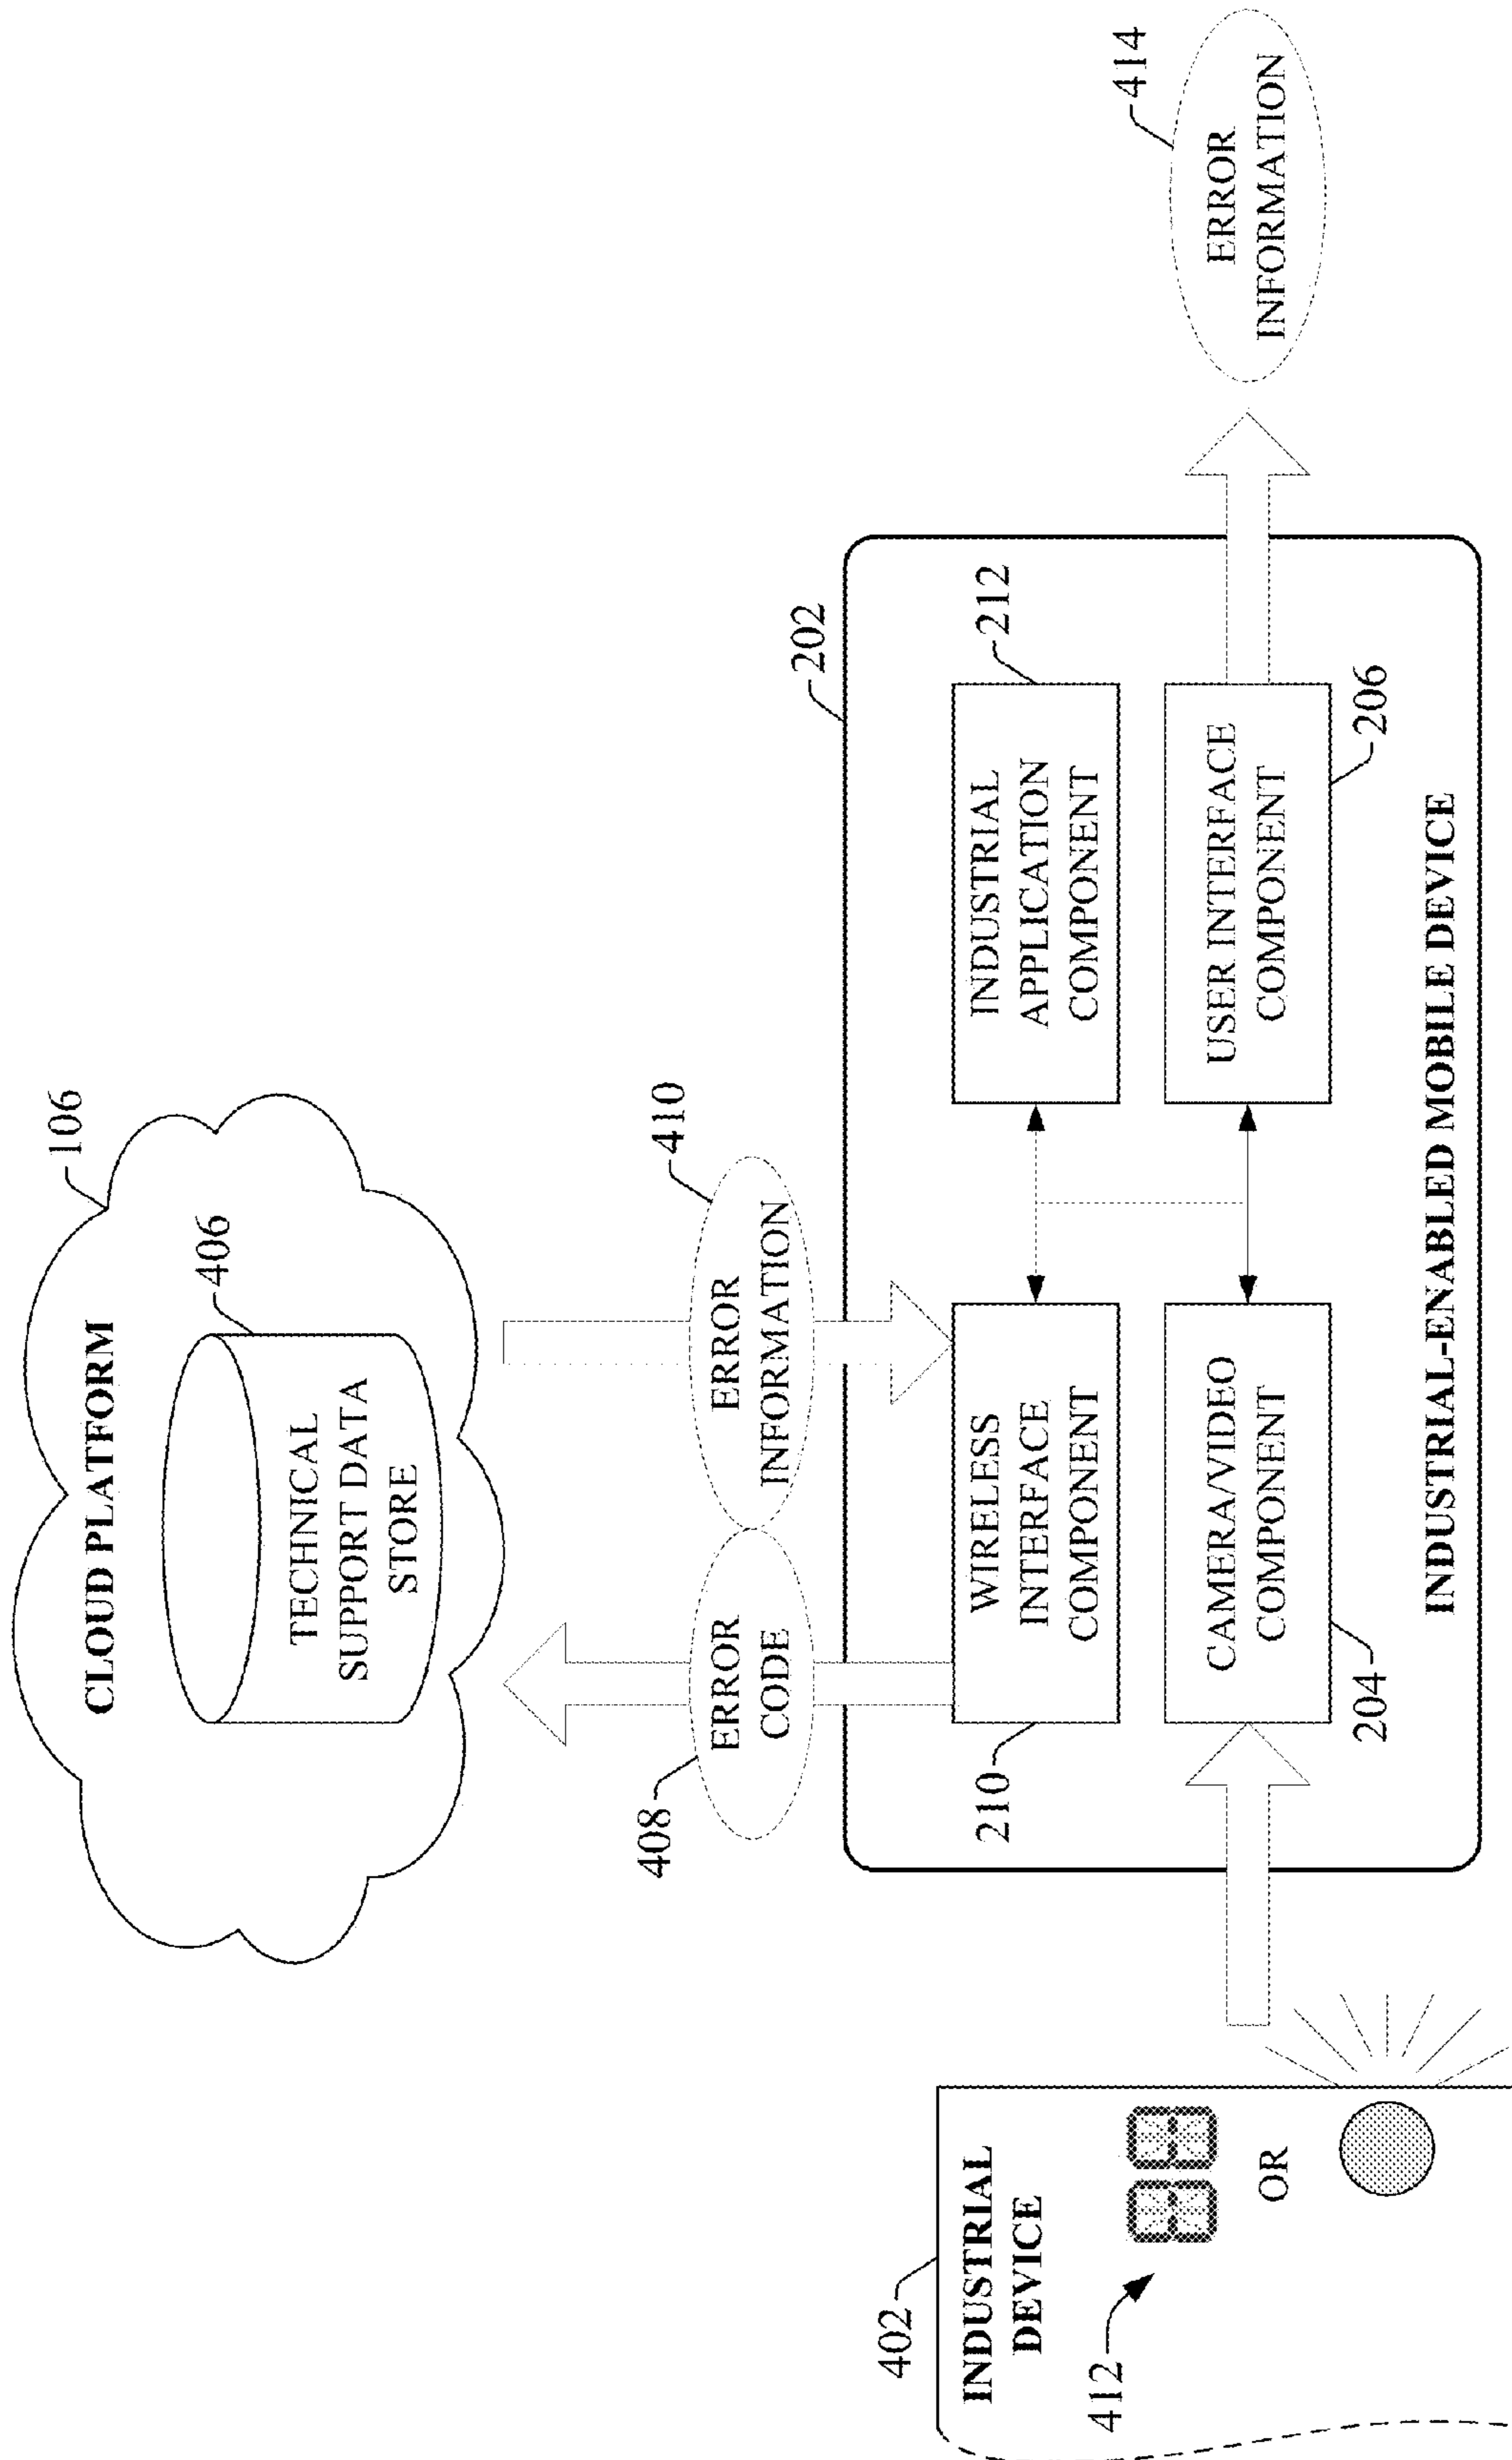 CLOUD PLATFORM
106
406
TECHNICAL
SUPPORT DATA
STORE
408
ERROR
CODE
ERROR
INFORMATION
410
202
210
WIRELESS
INTERFACE
COMPONENT
INDUSTRIAL
APPLICATION
COMPONENT
212
CAMERA/VIDEO
COMPONENT
204
USER INTERFACE
COMPONENT
206
INDUSTRIAL-ENABLED MOBILE DEVICE
402
INDUSTRIAL
DEVICE
412
OR
414
ERROR
INFORMATION